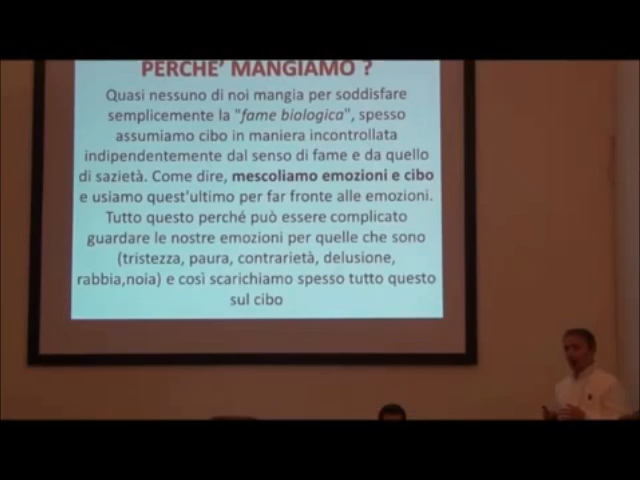 PERCHE' MANGIAMO ?
Quasi nessuno di noi mangia per soddisfare
semplicemente la "fame biologica", spesso
assumiamo cibo in maniera incontrollata
indipendentemente dal senso di fame e da quello
di sazietà. Come dire, mescoliamo emozioni e cibo
e usiamo quest'ultimo per far fronte alle emozioni.
Tutto questo perché può essere complicato
guardare le nostre emozioni per quelle che sono
(tristezza, paura, contrarietà, delusione,
rabbia,noia) e così scarichiamo spesso tutto questo
sul cibo